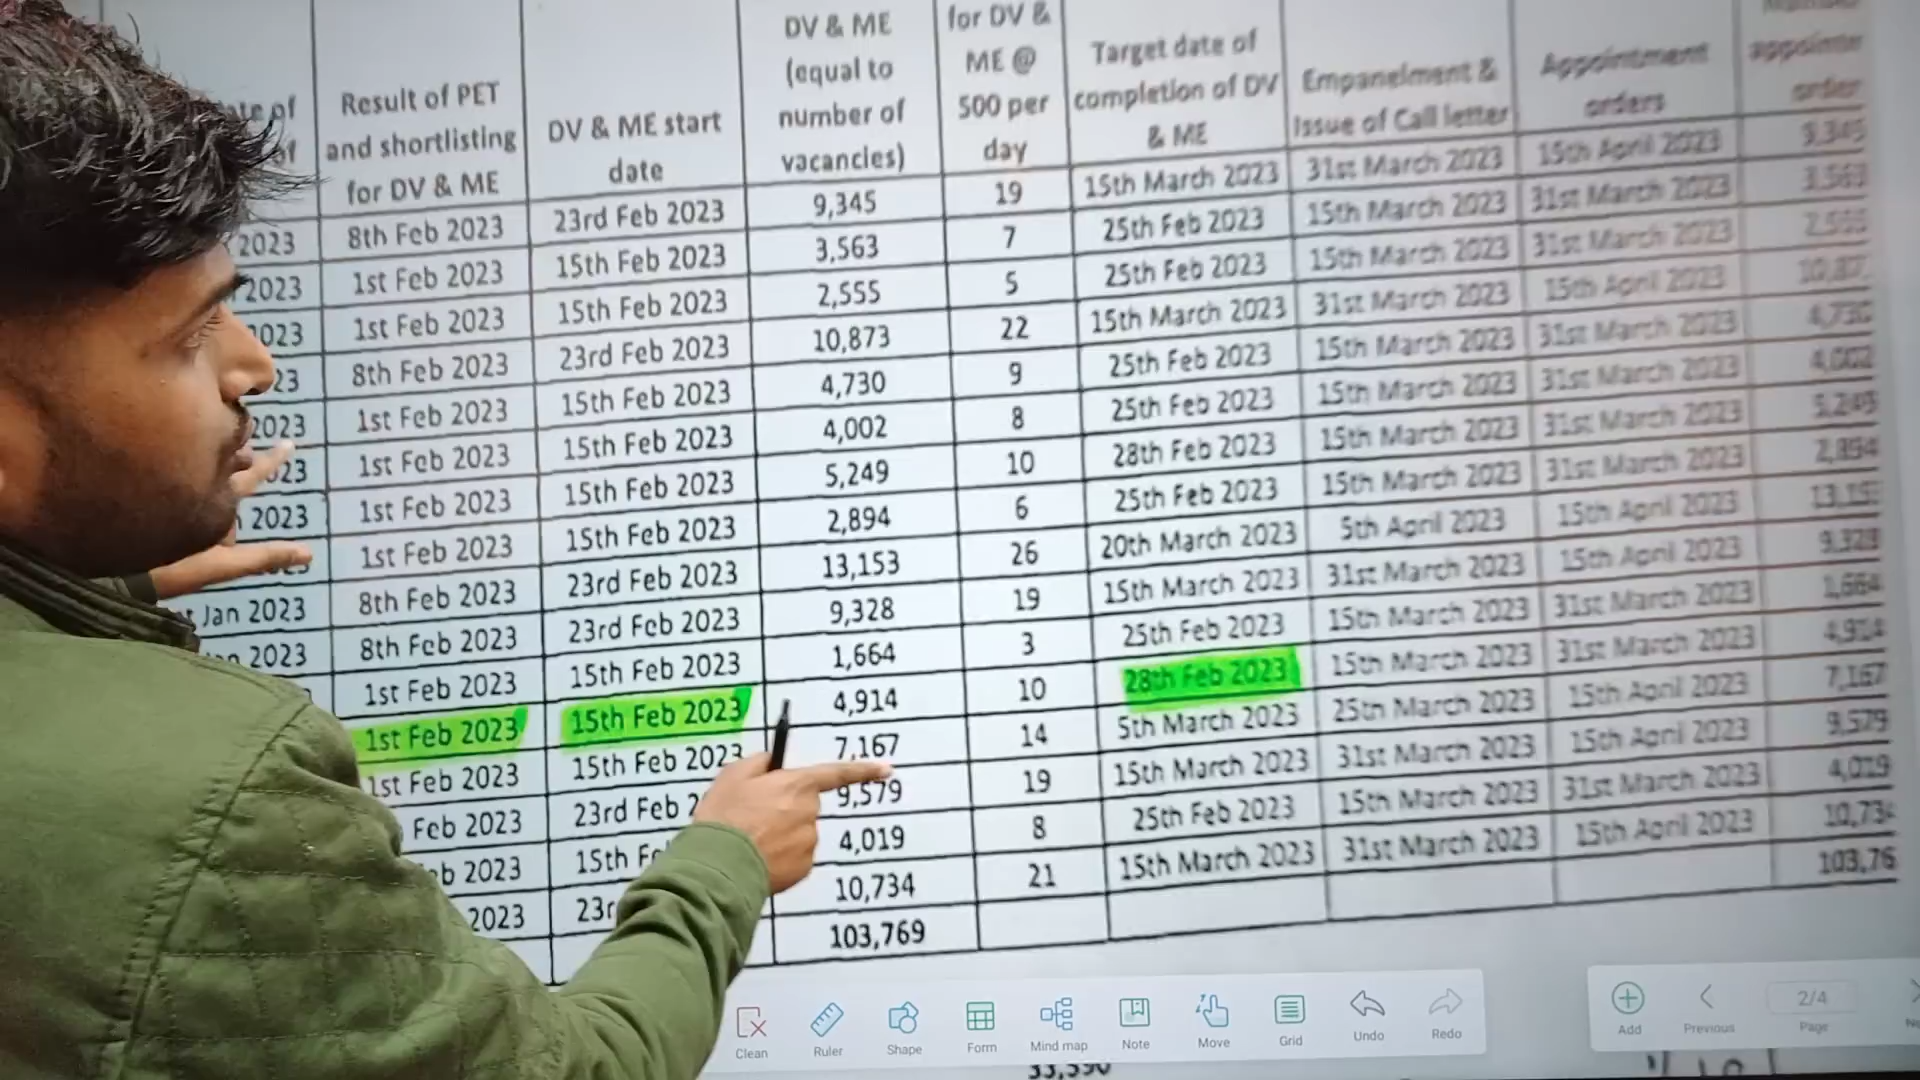 Result of PET
and shortlisting
for DV & ME
DV & ME start
date
DV & ME
(equal to
number of
vacancies)
for DV &
ME @
500 per
day
Target date of
completion of DV
& ME
Empanelment &
Issue of Call letter
Appointment
orders
2023 8th Feb 2023 23rd Feb 2023 9,345 19 15th March 2023 31st March 2023 15th April 2023 9,345
2023 1st Feb 2023 15th Feb 2023 3,563 7 25th Feb 2023 15th March 2023 31st March 2023 3,563
2023 1st Feb 2023 15th Feb 2023 2,555 5 25th Feb 2023 15th March 2023 31st March 2023 2,555
23 8th Feb 2023 23rd Feb 2023 10,873 22 15th March 2023 31st March 2023 15th April 2023
2023 1st Feb 2023 15th Feb 2023 4,730 9 25th Feb 2023 15th March 2023 31st March 2023 4,730
023 1st Feb 2023 15th Feb 2023 4,002 8 25th Feb 2023 15th March 2023 31st March 2023 4,002
2023 1st Feb 2023 15th Feb 2023 5,249 10 28th Feb 2023 15th March 2023 31st March 2023 5,249
1st Feb 2023 15th Feb 2023 2,894 6 25th Feb 2023 15th March 2023 31st March 2023 2,894
Jan 2023 8th Feb 2023 23rd Feb 2023 13,153 26 20th March 2023 5th April 2023 15th April 2023
2023 8th Feb 2023 23rd Feb 2023 9,328 19 15th March 2023 31st March 2023 15th April 2023 9,328
1st Feb 2023 15th Feb 2023 1,664 3 25th Feb 2023 15th March 2023 31st March 2023 1,664
1st Feb 2023 15th Feb 2023 4,914 10 28th Feb 2023 15th March 2023 31st March 2023 4,914
1st Feb 2023 15th Feb 2023 7,167 14 5th March 2023 25th March 2023 15th April 2023 7,167
Feb 2023 23rd Feb 2 9,579 19 15th March 2023 31st March 2023 15th April 2023 9,579
eb 2023 15th Fe 4,019 8 25th Feb 2023 15th March 2023 31st March 2023 4,019
2023 23r 10,734 21 15th March 2023 31st March 2023 15th April 2023 10,734
103,769 103,76
Clean Ruler Shape Form Mind map Note Move Grid Undo Redo
Add Previous 2/4 Page
33,590